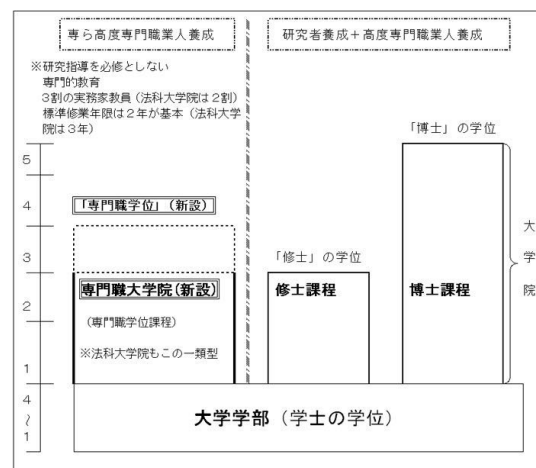 専ら高度専門職業人養成
研究者養成＋高度専門職業人養成
※研究指導を必修としない
専門的教育
３割の実務家教員（法科大学院は２割）
標準修業年限は２年が基本（法科大学
院は３年）
「博士」の学位
５
４
３
２
１
４
～
１
「専門職学位」（新設）
「修士」の学位
専門職大学院（新設）
（専門職学位課程）
※法科大学院もこの一類型
修士課程
博士課程
大
学
院
大学学部（学士の学位）